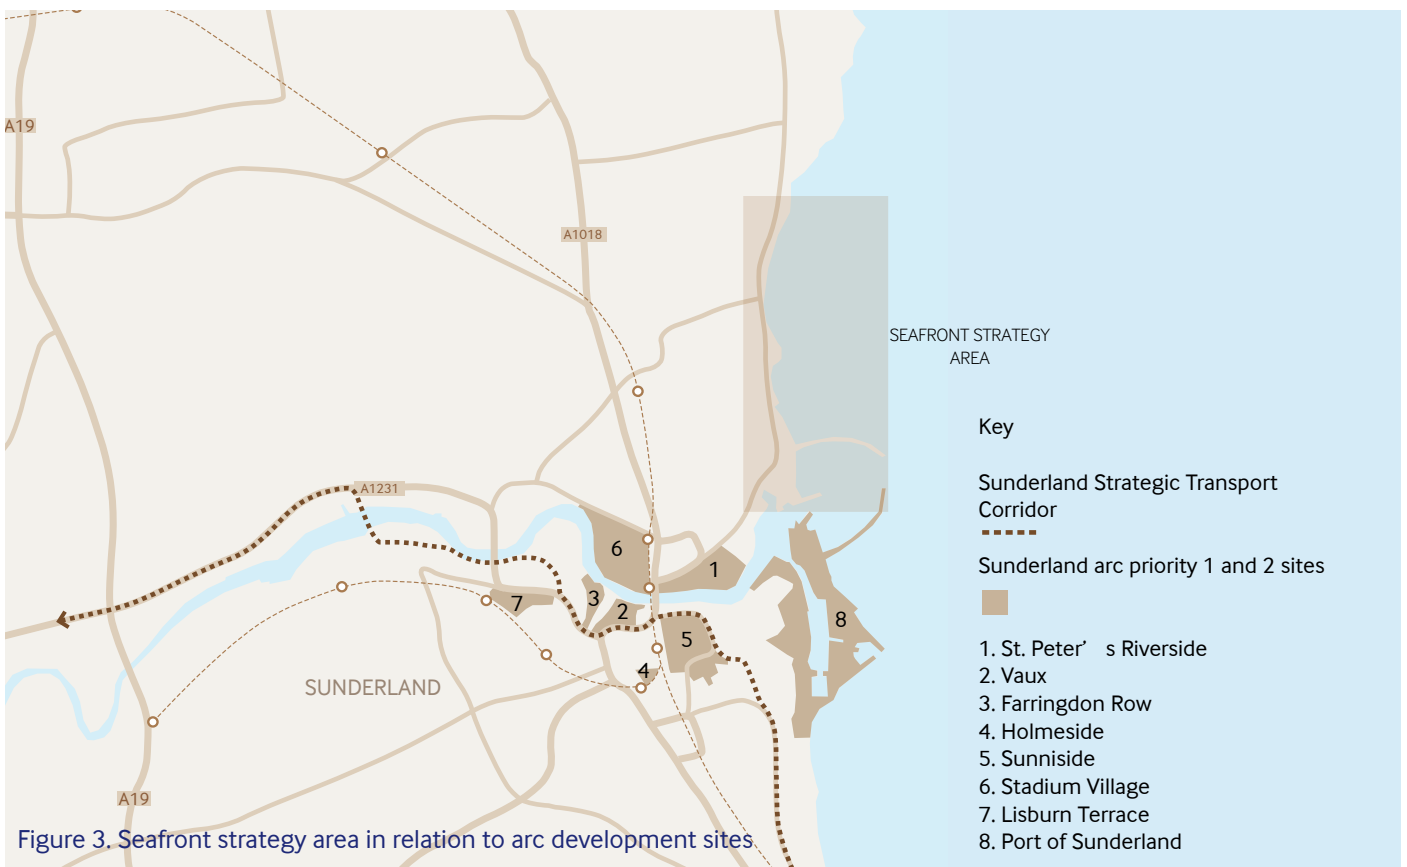 A19
A1018
SEAFRONT STRATEGY
AREA
Key
Sunderland Strategic Transport
Corridor
Sunderland arc priority 1 and 2 sites
1. St. Peter’ s Riverside
2. Vaux
3. Farringdon Row
4. Holmeside
5. Sunniside
6. Stadium Village
7. Lisburn Terrace
8. Port of Sunderland
A1231
6
1
7
3
2
5
8
4
SUNDERLAND
A19
Figure 3. Seafront strategy area in relation to arc development sites